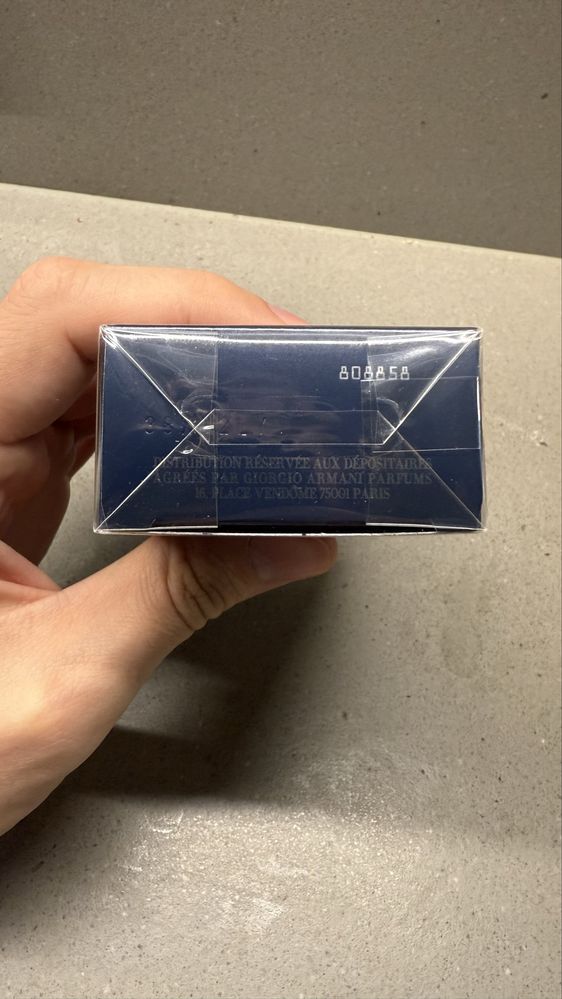 808858
DISTRIBUTION RÉSERVÉE AUX DÉPOSITAIRES
AGRÉÉS PAR GIORGIO ARMANI PARFUMS
16, PLACE VENDÔME 75001 PARIS